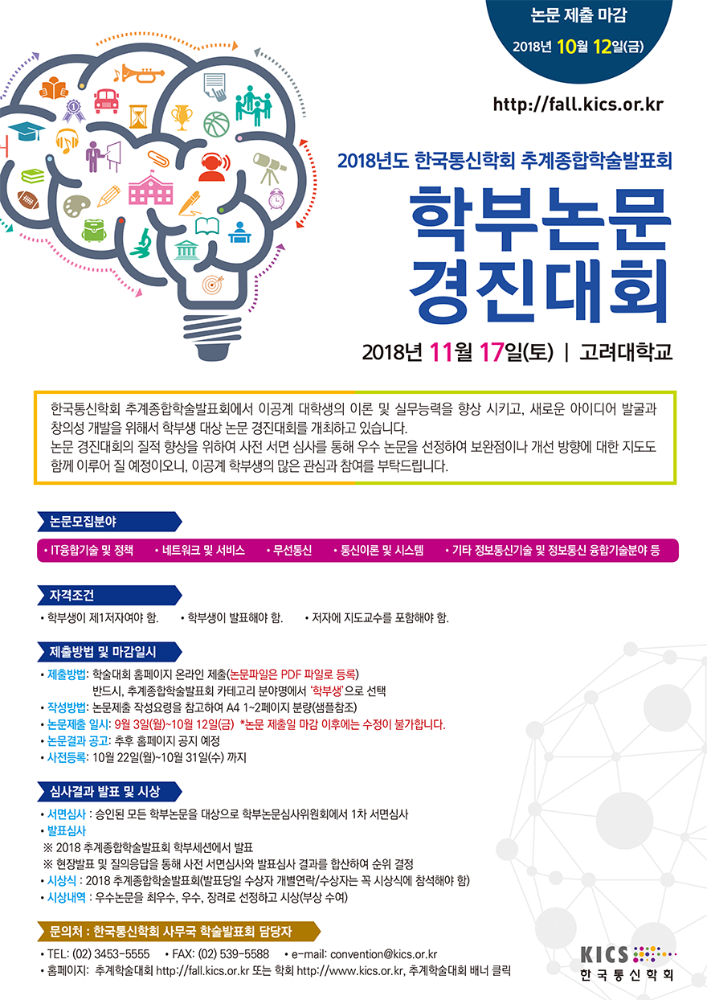 논문 제출 마감
2018년 10월 12일(금)
http://fall.kics.or.kr
2018년도 한국통신학회 추계종합학술발표회
학부논문
경진대회
2018년 11월 17일(토) | 고려대학교
한국통신학회 추계종합학술발표회에서 이공계 대학생의 이론 및 실무능력을 향상 시키고, 새로운 아이디어 발굴과
창의성 개발을 위해서 학부생 대상 논문 경진대회를 개최하고 있습니다.
논문 경진대회의 질적 향상을 위하여 사전 서면 심사를 통해 우수 논문을 선정하여 보완점이나 개선 방향에 대한 지도도
함께 이루어 질 예정이오니, 이공계 학부생의 많은 관심과 참여를 부탁드립니다.
논문모집분야
• IT융합기술 및 정책 • 네트워크 및 서비스 • 무선통신 • 통신이론 및 시스템 • 기타 정보통신기술 및 정보통신 융합기술분야 등
자격조건
• 학부생이 제1저자여야 함. • 학부생이 발표해야 함. • 저자에 지도교수를 포함해야 함.
제출방법 및 마감일시
• 제출방법: 학술대회 홈페이지 온라인 제출(논문파일은 PDF 파일로 등록)
반드시, 추계종합학술발표회 카테고리 분야명에서 '학부생'으로 선택
• 작성방법: 논문제출 작성요령을 참고하여 A4 1~2페이지 분량(샘플참조)
• 논문제출 일시: 9월 3일(월)~10월 12일(금) *논문 제출일 마감 이후에는 수정이 불가합니다.
• 논문결과 공고: 추후 홈페이지 공지 예정
• 사전등록: 10월 22일(월)~10월 31일(수) 까지
심사결과 발표 및 시상
• 서면심사 : 승인된 모든 학부논문을 대상으로 학부논문심사위원회에서 1차 서면심사
• 발표심사
※ 2018 추계종합학술발표회 학부세션에서 발표
※ 현장발표 및 질의응답을 통해 사전 서면심사와 발표심사 결과를 합산하여 순위 결정
• 시상식 : 2018 추계종합학술발표회(발표당일 수상자 개별연락/수상자는 꼭 시상식에 참석해야 함)
• 시상내역 : 우수논문을 최우수, 우수, 장려로 선정하고 시상(부상 수여)
문의처 : 한국통신학회 사무국 학술발표회 담당자
• TEL: (02) 3453-5555 • FAX: (02) 539-5588 • e-mail: convention@kics.or.kr
• 홈페이지: 추계학술대회 http://fall.kics.or.kr 또는 학회 http://www.kics.or.kr, 추계학술대회 배너 클릭
KICS
한국통신학회